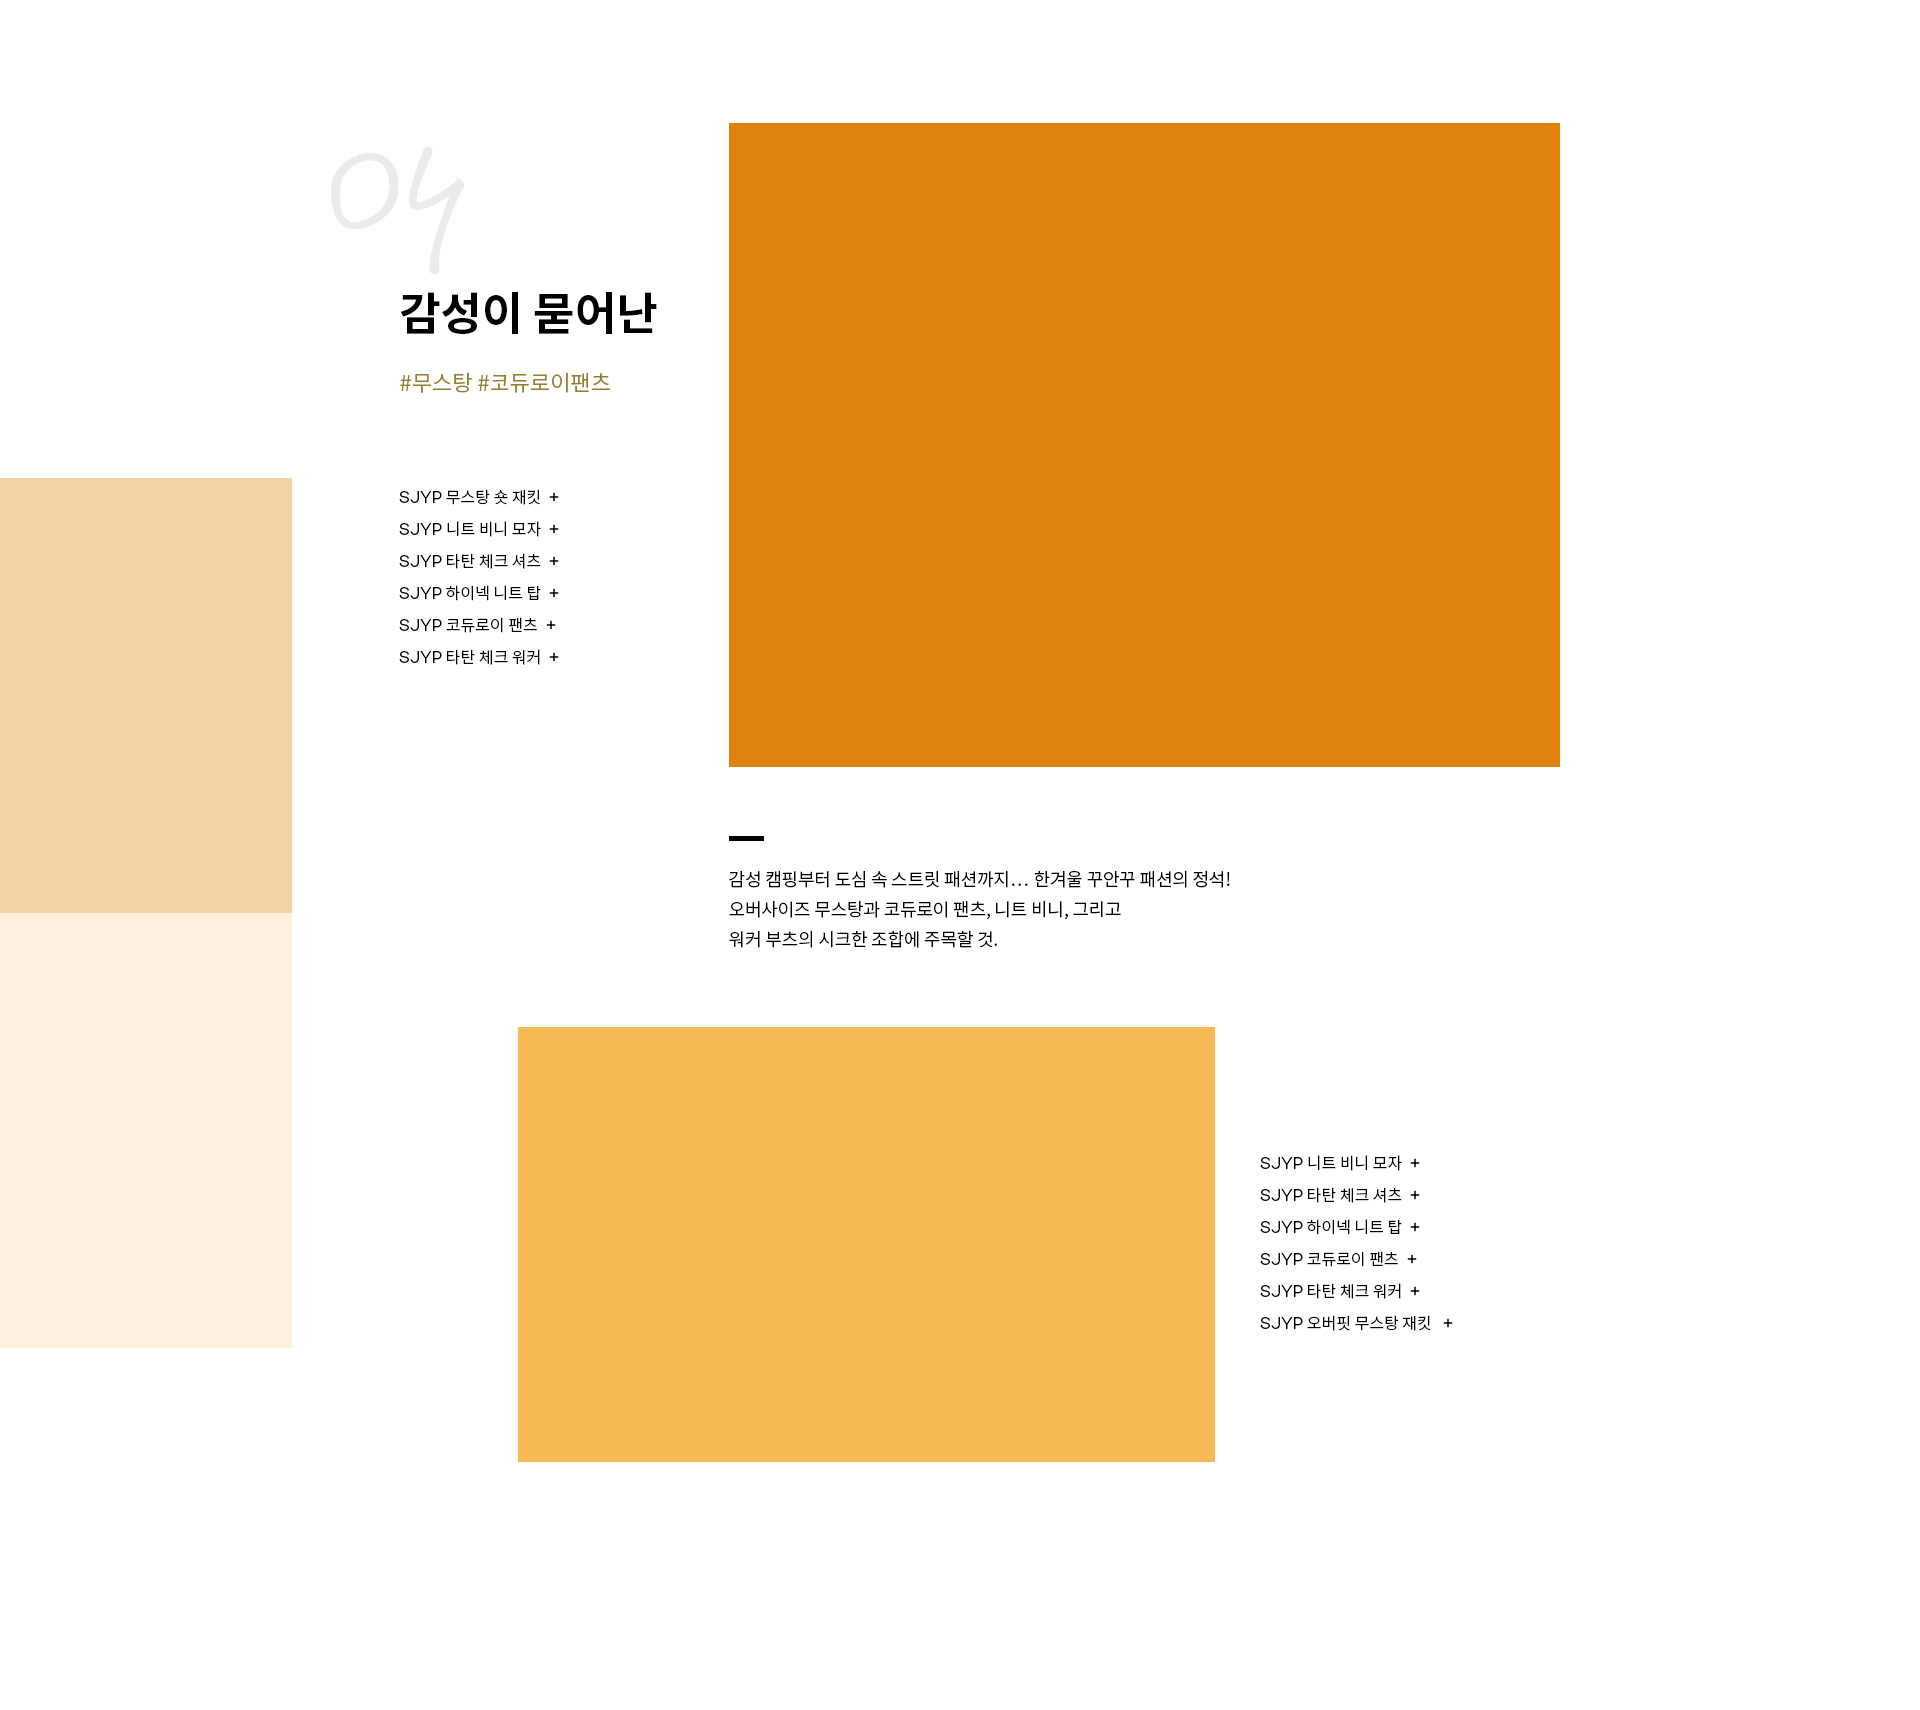 04
감성이 묻어난
#무스탕 #코듀로이팬츠
SJYP 무스탕 숏 재킷 +
SJYP 니트 비니 모자 +
SJYP 타탄 체크 셔츠 +
SJYP 하이넥 니트 탑 +
SJYP 코듀로이 팬츠 +
SJYP 타탄 체크 워커 +
감성 캠핑부터 도심 속 스트릿 패션까지… 한겨울 꾸안꾸 패션의 정석!
오버사이즈 무스탕과 코듀로이 팬츠, 니트 비니, 그리고
워커 부츠의 시크한 조합에 주목할 것.
SJYP 니트 비니 모자 +
SJYP 타탄 체크 셔츠 +
SJYP 하이넥 니트 탑 +
SJYP 코듀로이 팬츠 +
SJYP 타탄 체크 워커 +
SJYP 오버핏 무스탕 재킷 +